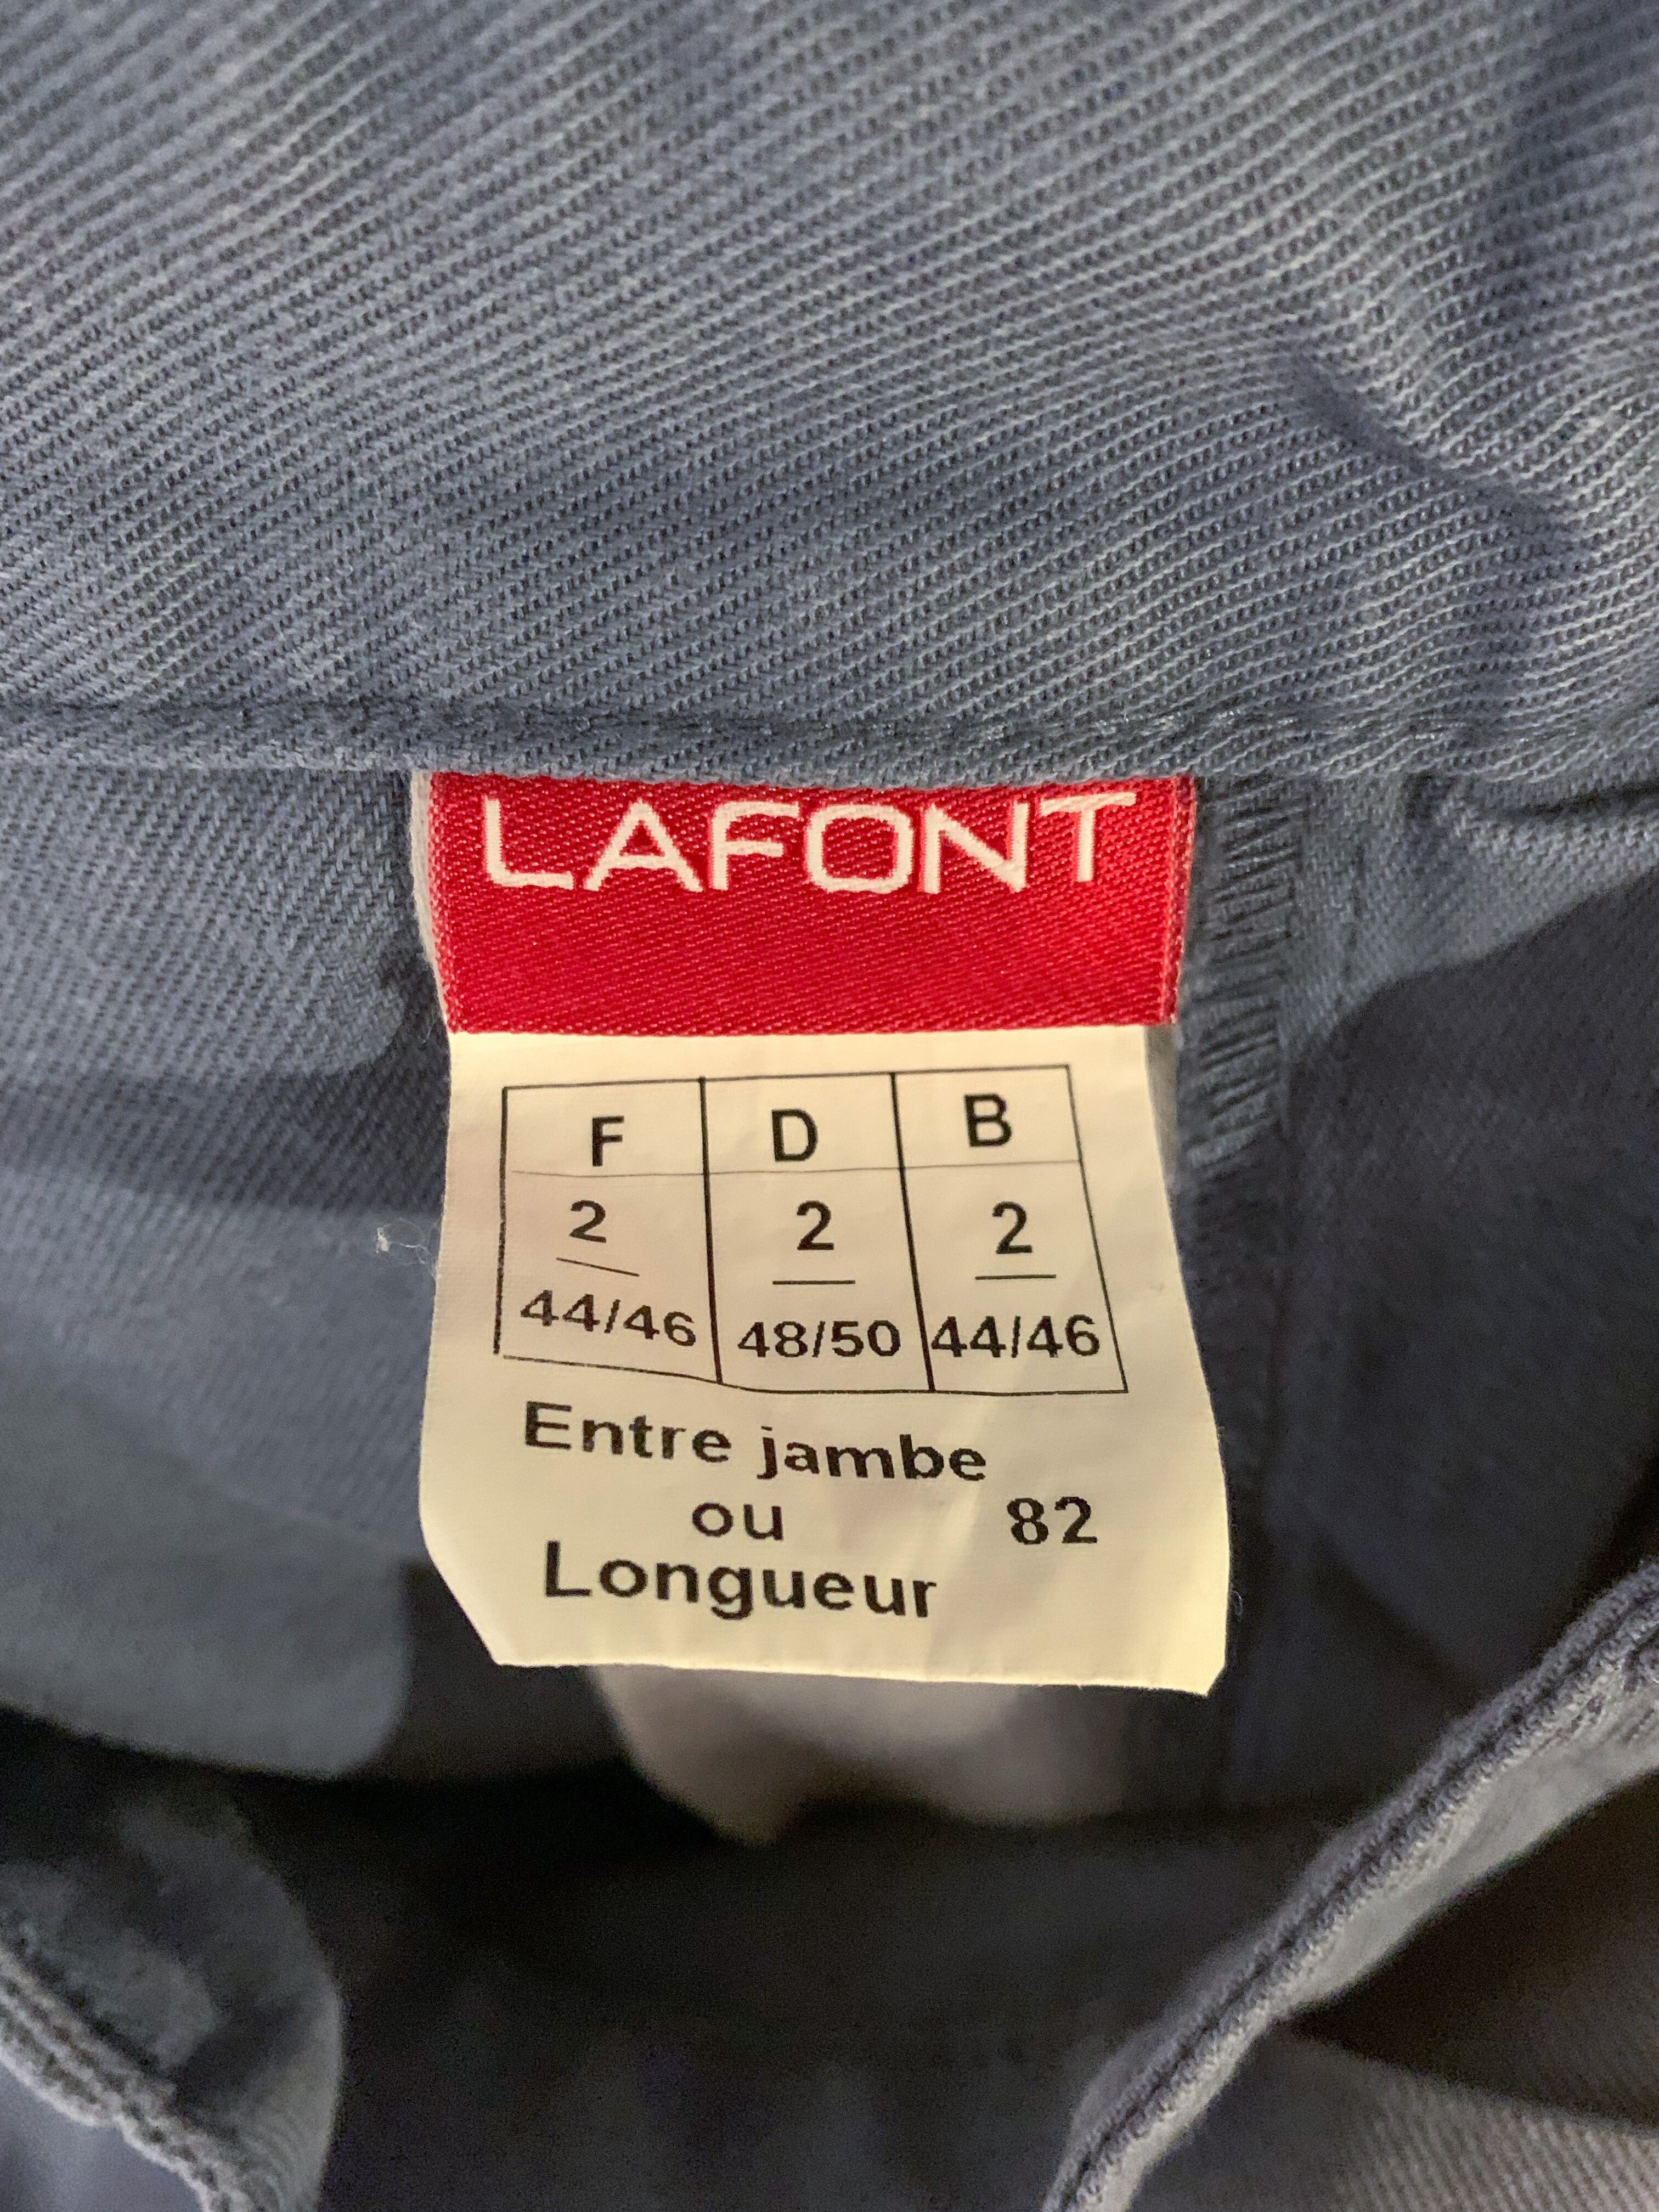 LAFONT
F D B
2 2 2
44/46 48/50 44/46
Entre jambe
ou 82
Longueur